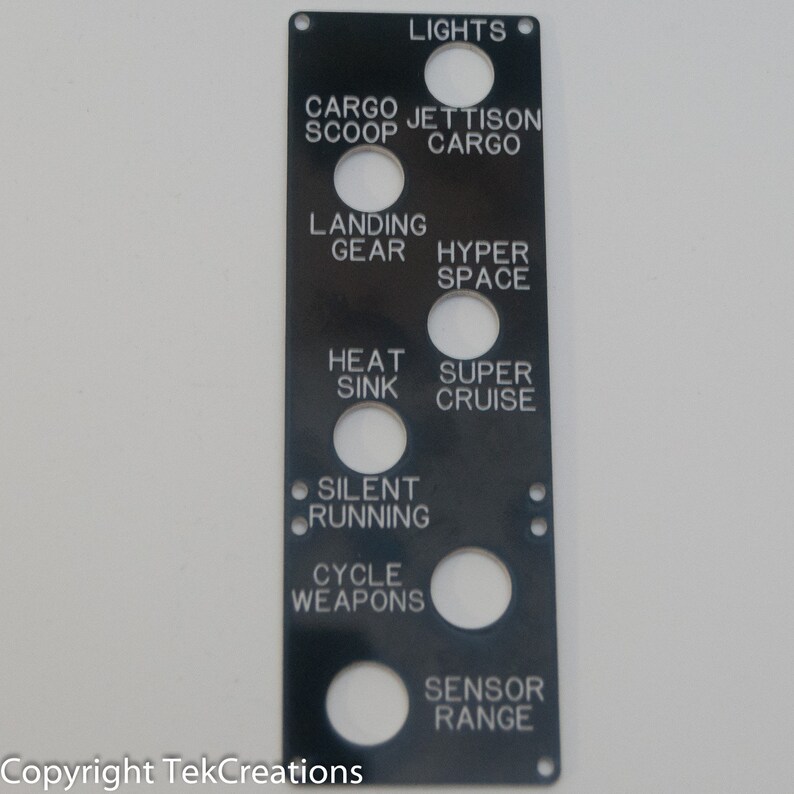 LIGHTS
CARGO
SCOOP
JETTISON
CARGO
LANDING
GEAR
HYPER
SPACE
HEAT
SINK
SUPER
CRUISE
SILENT
RUNNING
CYCLE
WEAPONS
SENSOR
RANGE
Copyright TekCreations